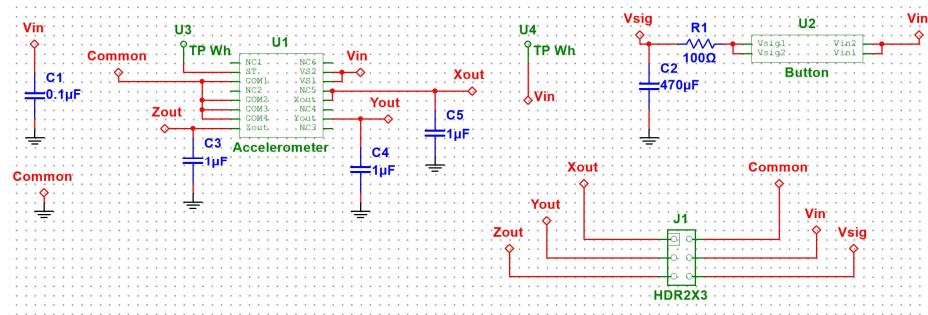 Vin
C1
0.1µF
Common
Common
U3
TP Wh
U1
NC1
ST
COM1
NC2
COM2
COM3
COM4
Zout
NC6
VS2
VS1
NC5
Xout
NC4
Yout
NC3
Accelerometer
Vin
Xout
Yout
Zout
C3
1µF
C4
1µF
C5
1µF
U4
TP Wh
Vin
Vsig
R1
100Ω
C2
470µF
U2
Vsig1 Vin2
Vsig2 Vin1
Button
Vin
Xout
Yout
Zout
J1
HDR2X3
Common
Vin
Vsig